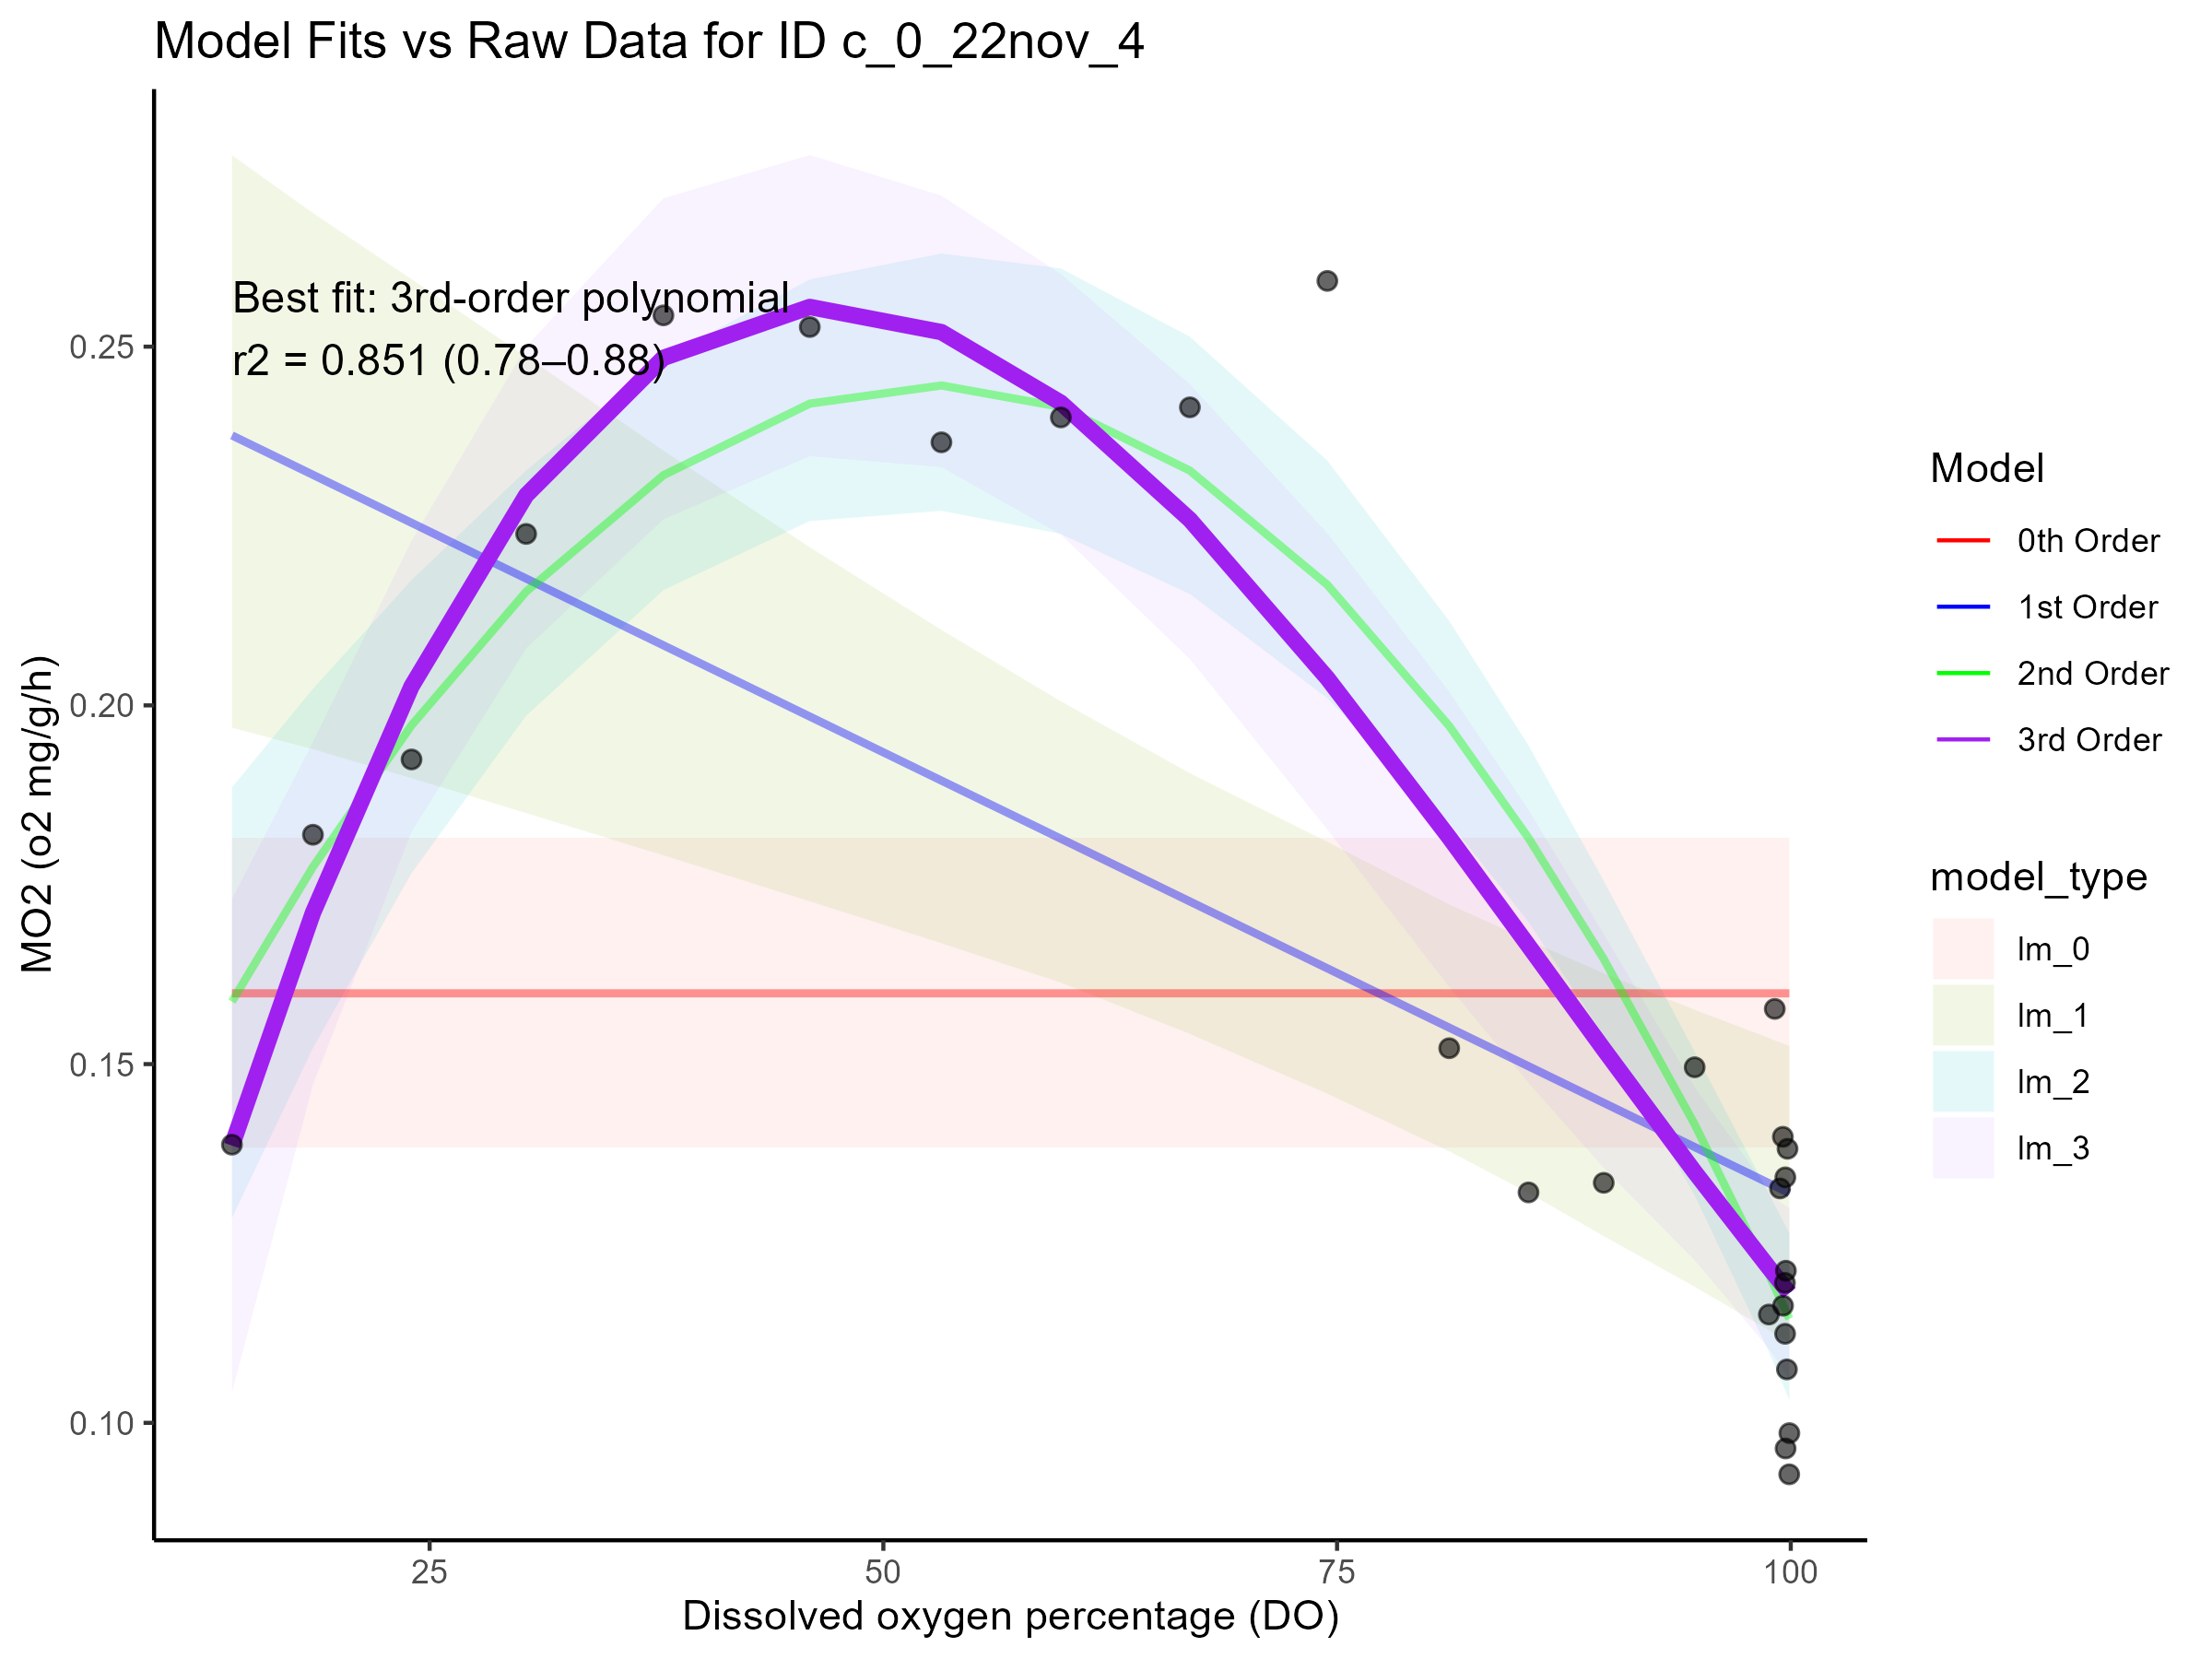 Model Fits vs Raw Data for ID c_0_22nov_4
Best fit: 3rd-order polynomial
r2 = 0.851 (0.78–0.88)
MO2 (o2 mg/g/h)
0.25
0.20
0.15
0.10
25
50
75
100
Dissolved oxygen percentage (DO)
Model
0th Order
1st Order
2nd Order
3rd Order
model_type
lm_0
lm_1
lm_2
lm_3